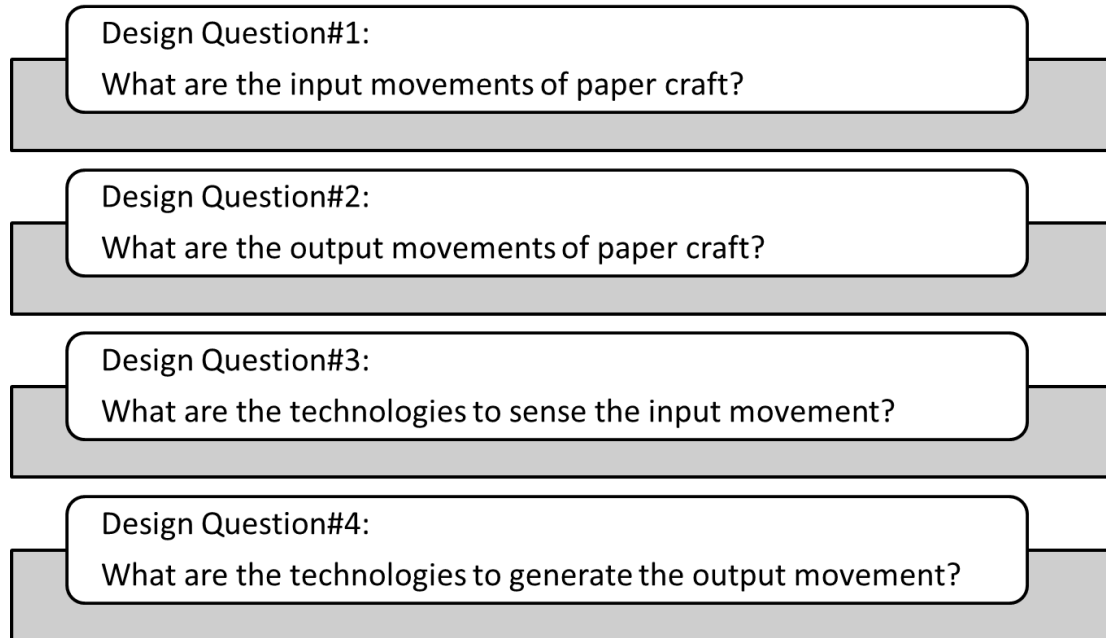 Design Question#1:
What are the input movements of paper craft?
Design Question#2:
What are the output movements of paper craft?
Design Question#3:
What are the technologies to sense the input movement?
Design Question#4:
What are the technologies to generate the output movement?